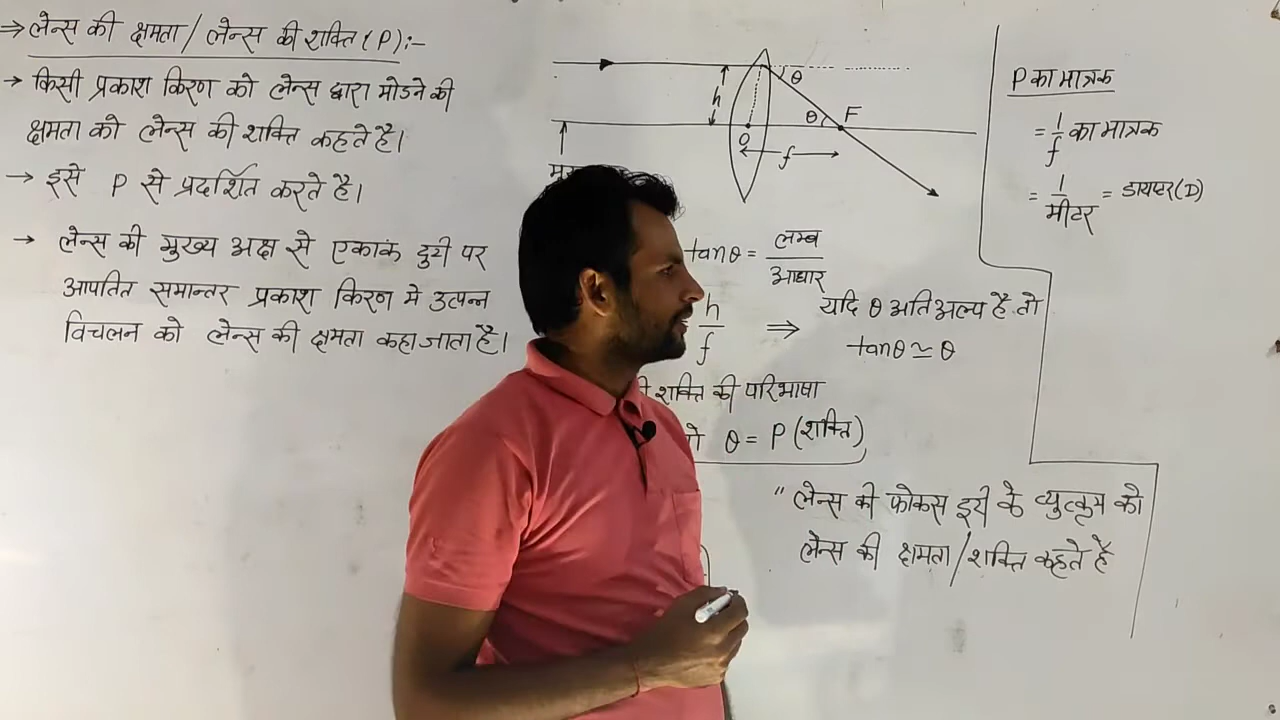 ⇒ लेन्स की क्षमता / लेन्स की शक्ति (P) :-
→ किसी प्रकाश किरण को लेन्स द्वारा मोडने की
क्षमता को लेन्स की शक्ति कहते है।
→ इसे P से प्रदर्शित करते है।
→ लेन्स की मुख्य अक्ष से एकांक दुरी पर
आपतित समान्तर प्रकाश किरण मे उत्पन्न
विचलन को लेन्स की क्षमता कहा जाता है।
θ
h
θ
F
O
f
tanθ = लम्ब / आधार
h / f ⇒ यदि θ अति अल्प है तो
tanθ ≃ θ
शक्ति की परिभाषा
θ = P (शक्ति)
" लेन्स की फोकस दुरी के व्युत्क्रम को
लेन्स की क्षमता / शक्ति कहते है
P का मात्रक
= 1/f का मात्रक
= 1/मीटर = डायप्टर (D)